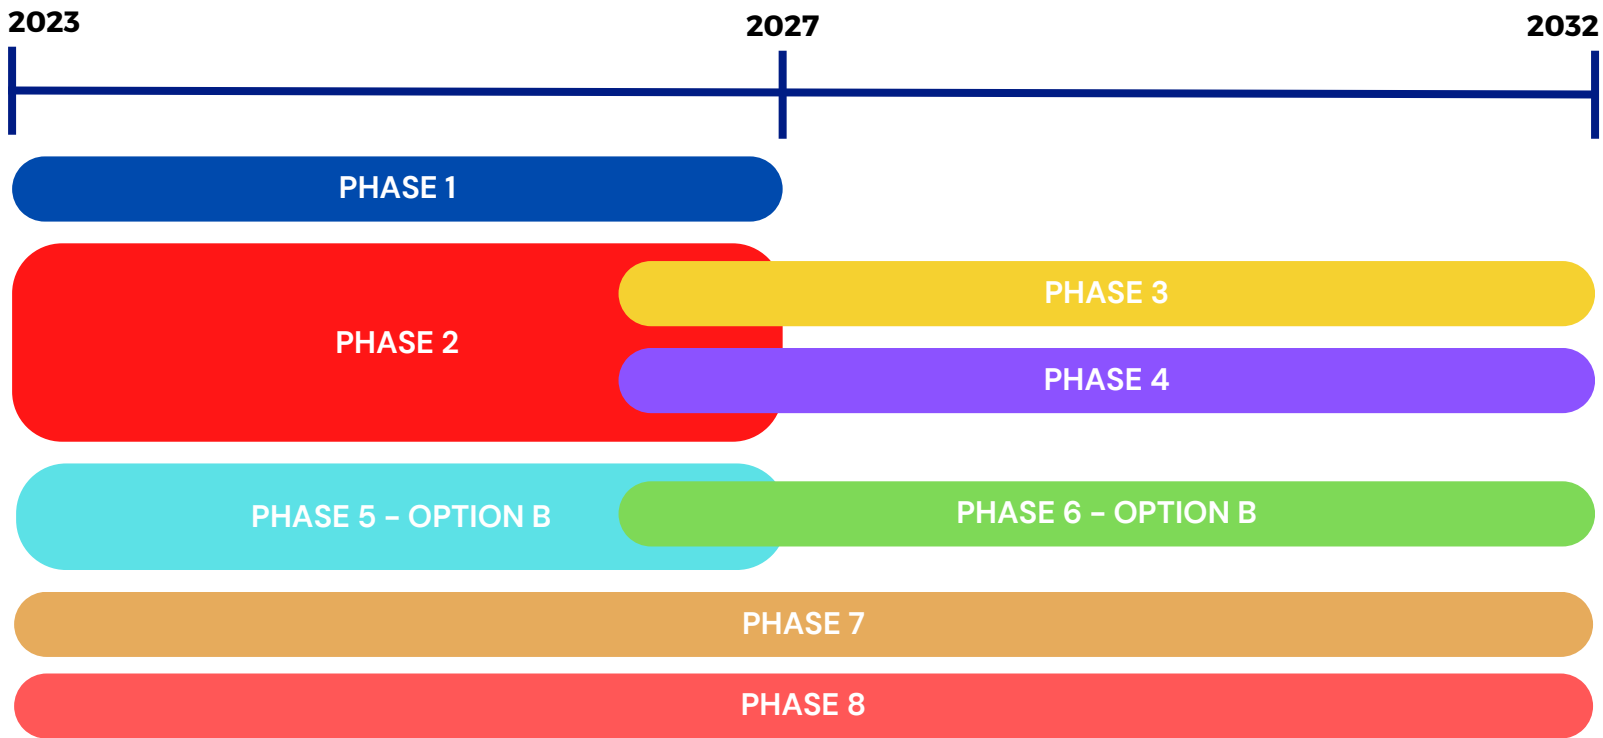 2023
2027
2032
PHASE 1
PHASE 2
PHASE 3
PHASE 4
PHASE 5 – OPTION B
PHASE 6 – OPTION B
PHASE 7
PHASE 8